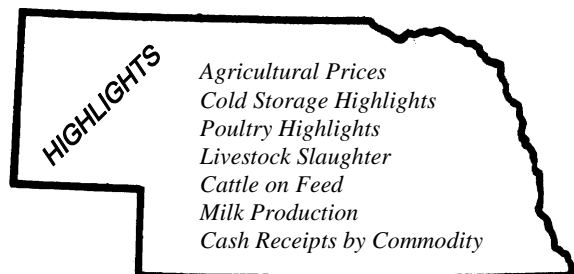 HIGHLIGHTS
Agricultural Prices
Cold Storage Highlights
Poultry Highlights
Livestock Slaughter
Cattle on Feed
Milk Production
Cash Receipts by Commodity